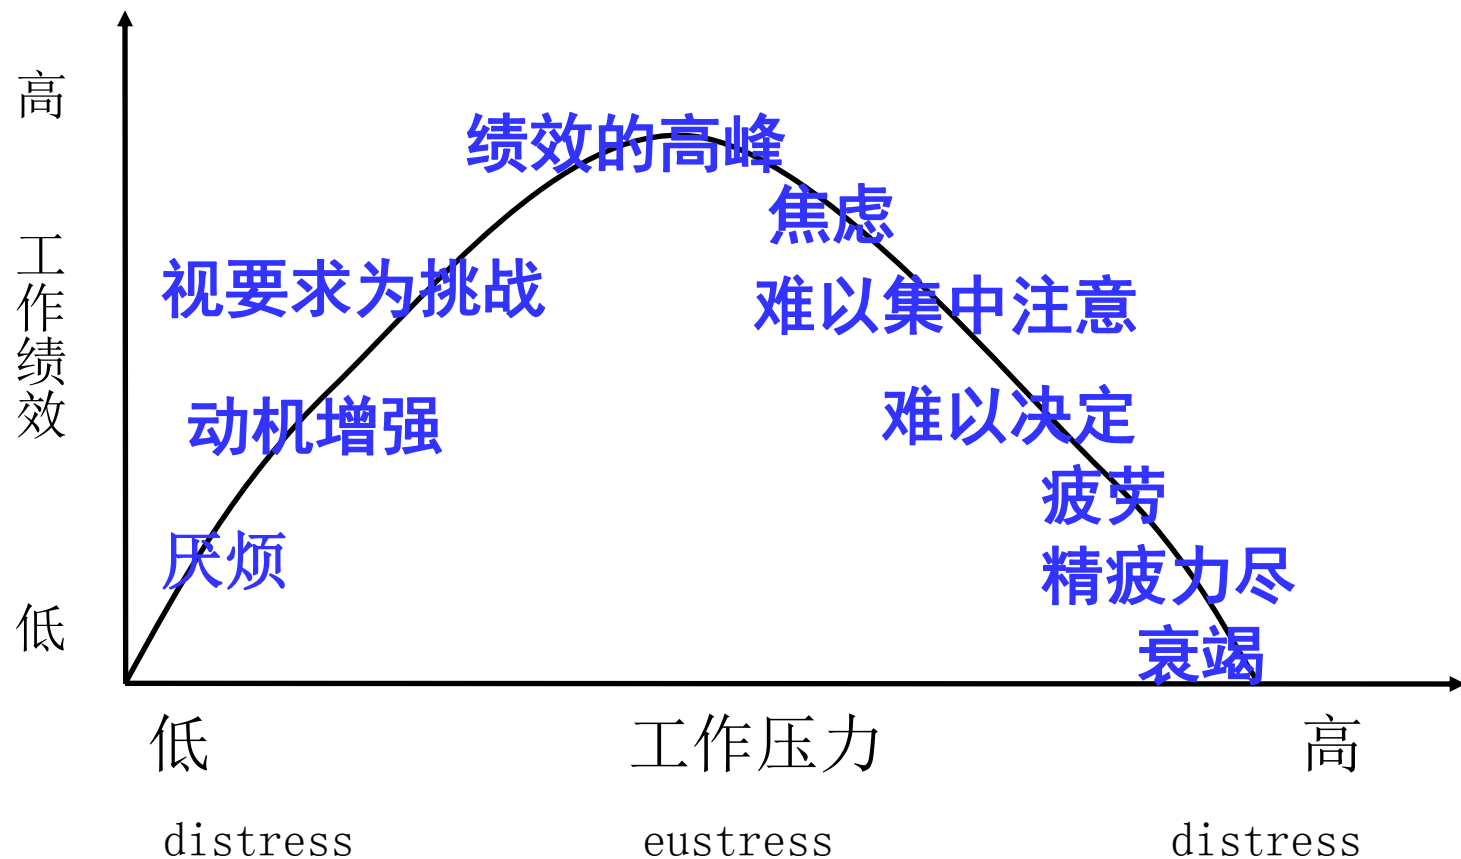 高
绩效的高峰
焦虑
工作绩效
视要求为挑战
难以集中注意
动机增强
难以决定
疲劳
厌烦
精疲力尽
低
衰竭
低 工作压力 高
distress eustress distress